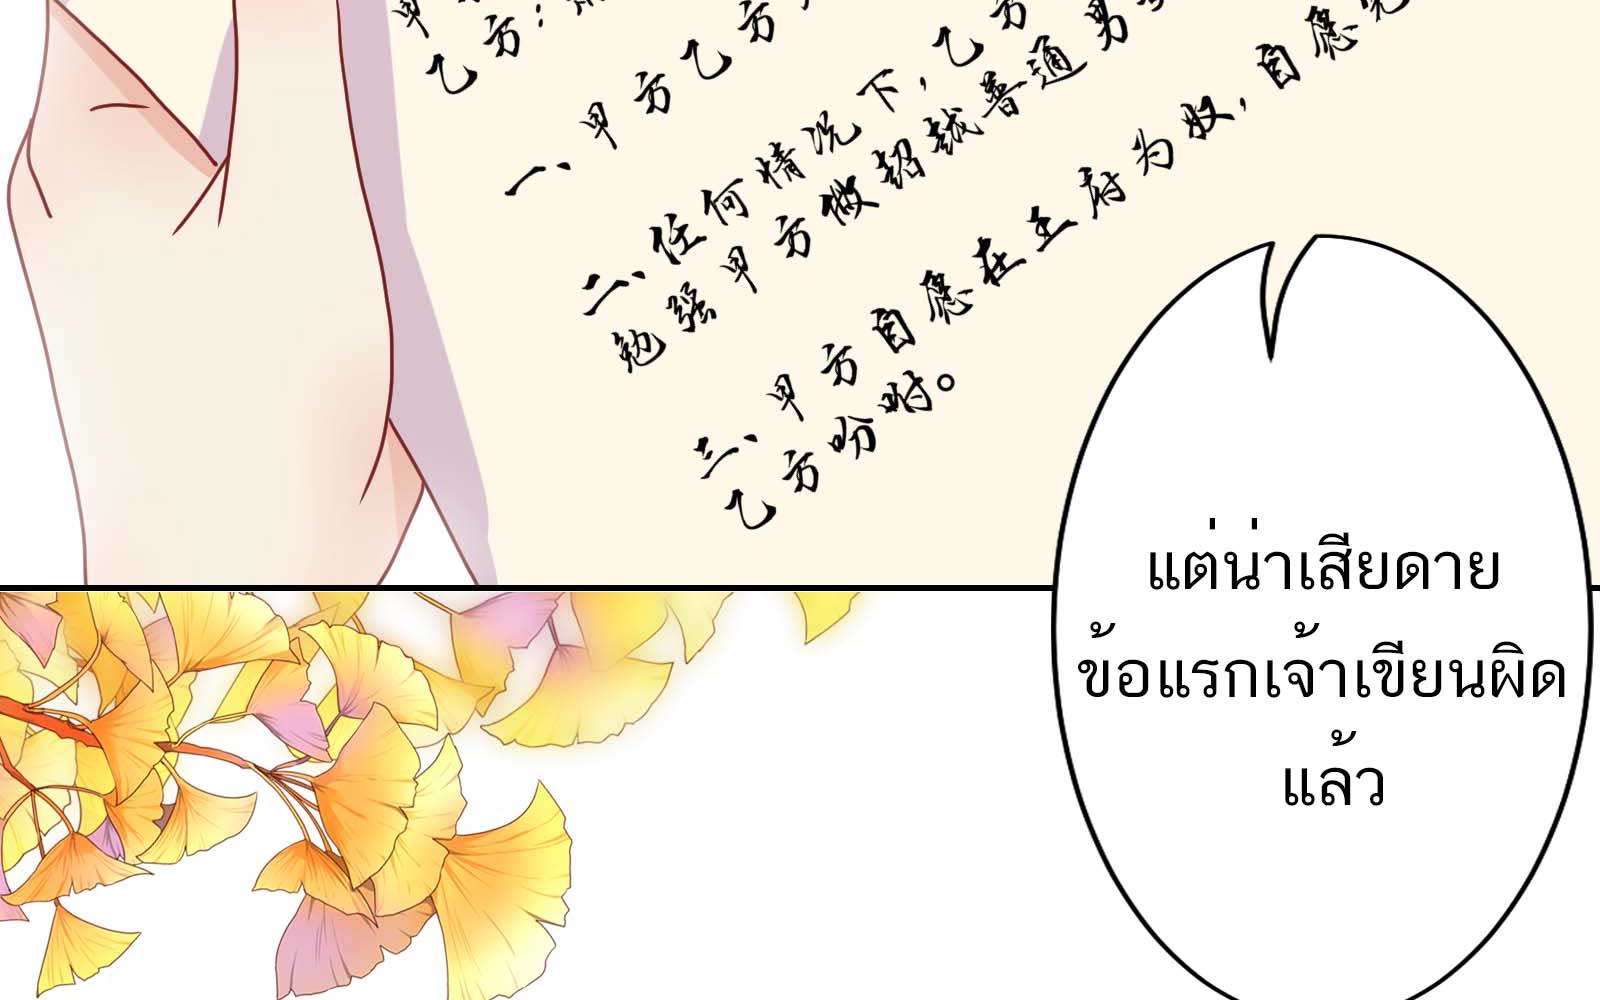 乙方：
一、甲方乙方
二、任何情况下，乙方
勉强甲方做超越普通男
三、甲方自愿在主府为奴，自愿完
乙方吩咐。
แต่น่าเสียดาย
ข้อแรกเจ้าเขียนผิด
แล้ว